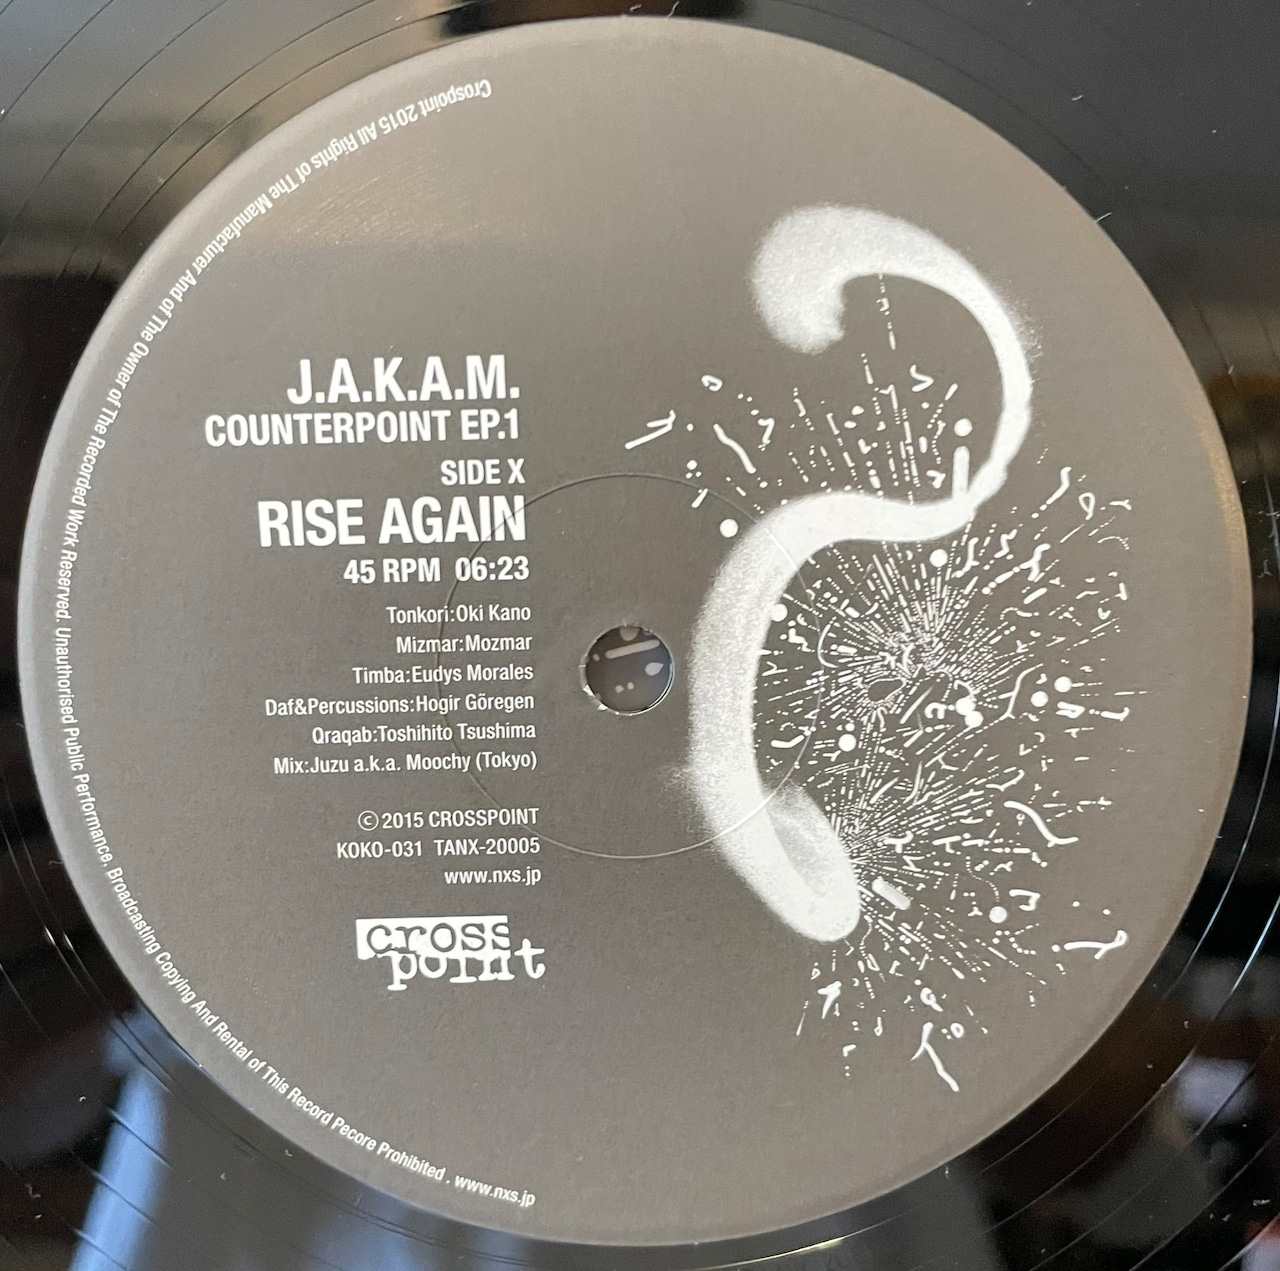 J.A.K.A.M.
COUNTERPOINT EP.1
SIDE X
RISE AGAIN
45 RPM 06:23
Tonkori:Oki Kano
Mizmar:Mozmar
Timba:Eudys Morales
Daf&Percussions:Hogir Göregen
Qraqab:Toshihito Tsushima
Mix:Juzu a.k.a. Moochy (Tokyo)
©2015 CROSSPOINT
KOKO-031 TANX-20005
www.nxs.jp
cross
point
Crospoint 2015 All Rights of The Manufacturer And of The Owner of The Recorded Work Reserved. Unauthorised Public Performance. Broadcasting Copying And Rental of This Record Pecore Prohibited . www.nxs.jp